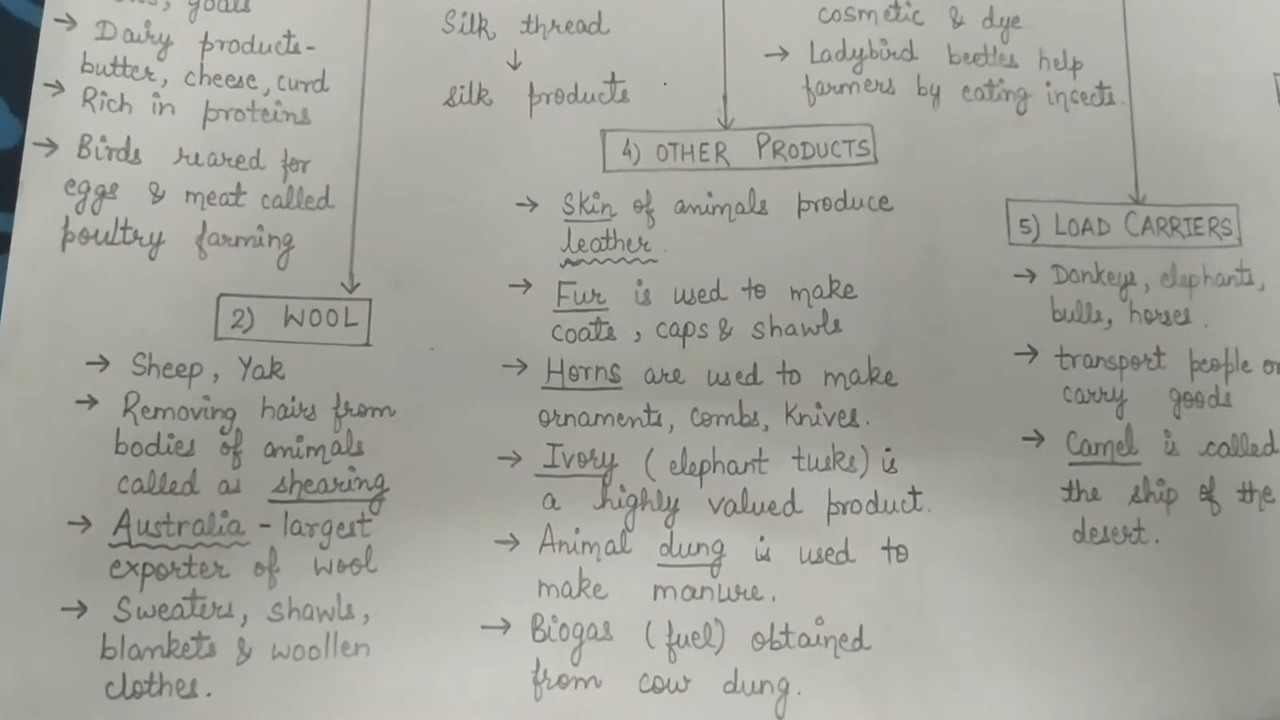 goats
→ Dairy products-
butter, cheese, curd
→ Rich in proteins
→ Birds reared for
eggs & meat called
poultry farming
2) WOOL
→ Sheep, Yak
→ Removing hairs from
bodies of animals
called as shearing
→ Australia - largest
exporter of wool
→ Sweaters, shawls,
blankets & woollen
clothes.
Silk thread
↓
silk products
4) OTHER PRODUCTS
→ Skin of animals produce
leather.
→ Fur is used to make
coats, caps & shawls
→ Horns are used to make
ornaments, combs, knives.
→ Ivory (elephant tusks) is
a highly valued product.
→ Animal dung is used to
make manure.
→ Biogas (fuel) obtained
from cow dung.
cosmetic & dye
→ Ladybird beetles help
farmers by eating insects.
5) LOAD CARRIERS
→ Donkeys, elephants,
bulls, horses.
→ transport people or
carry goods
→ Camel is called
the ship of the
desert.